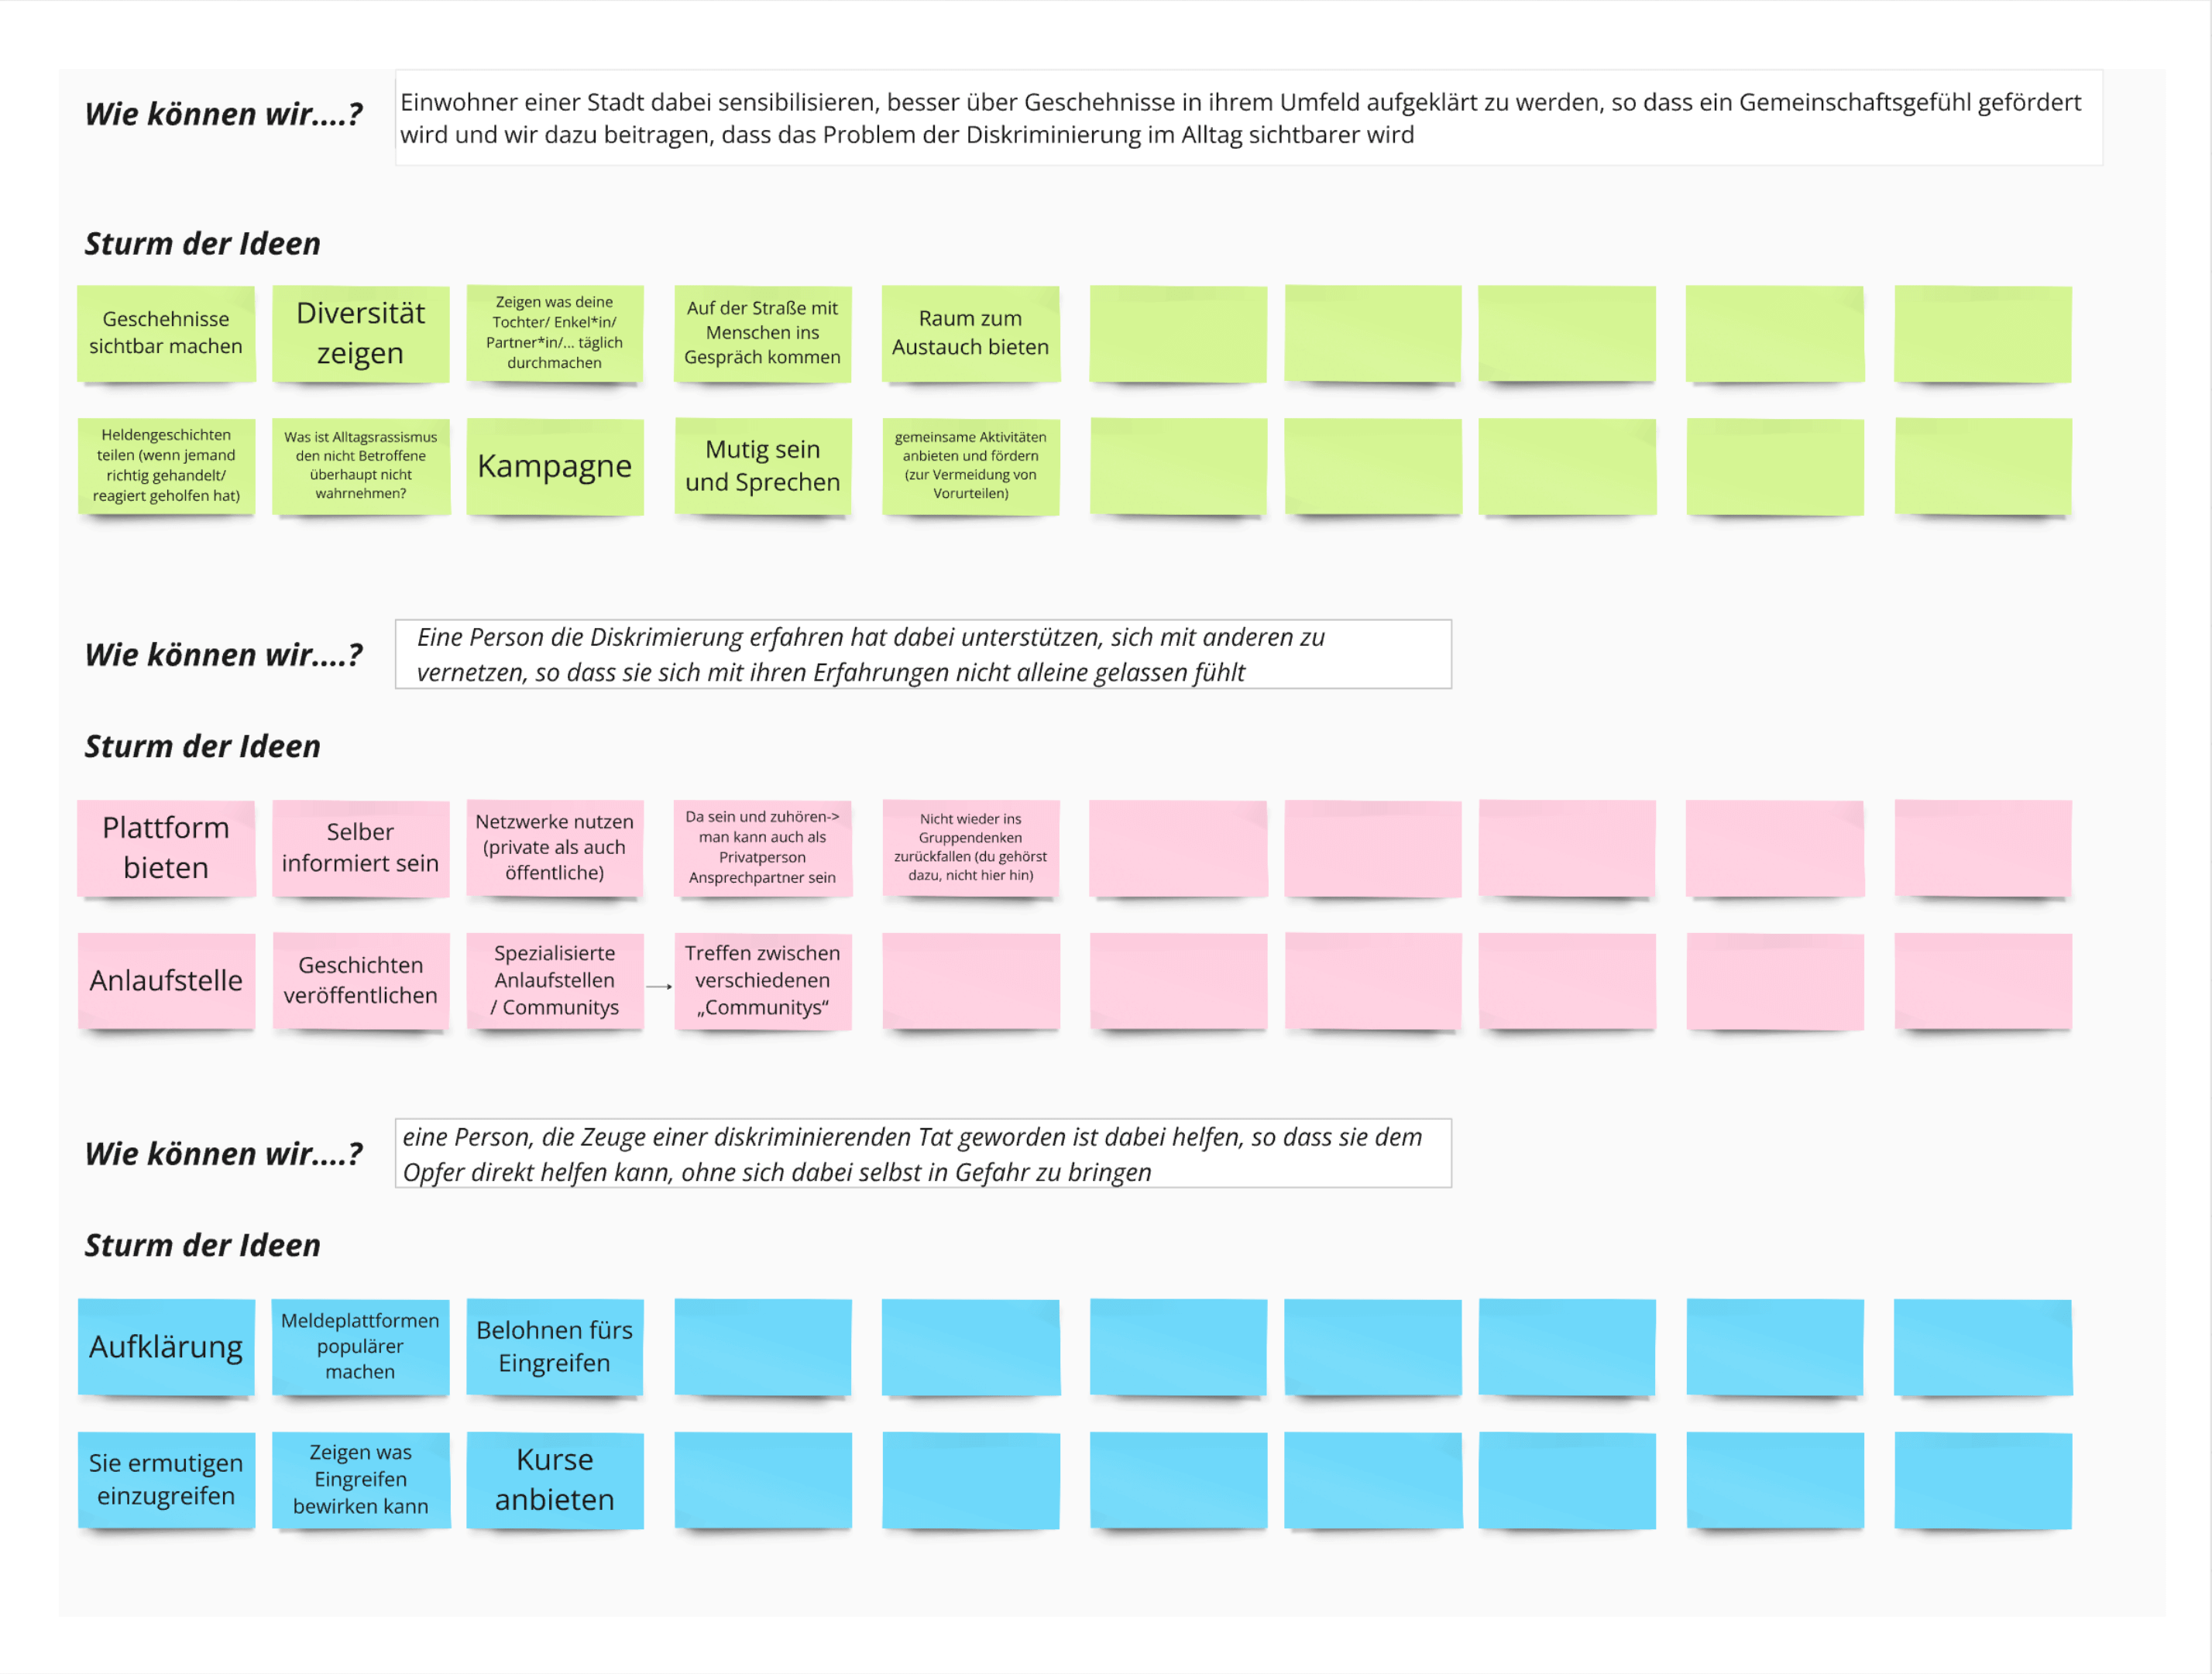 Wie können wir....?
Einwohner einer Stadt dabei sensibilisieren, besser über Geschehnisse in ihrem Umfeld aufgeklärt zu werden, so dass ein Gemeinschaftsgefühl gefördert
wird und wir dazu beitragen, dass das Problem der Diskriminierung im Alltag sichtbarer wird
Sturm der Ideen
Geschehnisse
sichtbar machen
Diversität
zeigen
Zeigen was deine
Tochter/ Enkel*in/
Partner*in/... täglich
durchmachen
Auf der Straße mit
Menschen ins
Gespräch kommen
Raum zum
Austauch bieten
Heldengeschichten
teilen (wenn jemand
richtig gehandelt/
reagiert geholfen hat)
Was ist Alltagsrassismus
den nicht Betroffene
überhaupt nicht
wahrnehmen?
Kampagne
Mutig sein
und Sprechen
gemeinsame Aktivitäten
anbieten und fördern
(zur Vermeidung von
Vorurteilen)
Wie können wir....?
Eine Person die Diskrimierung erfahren hat dabei unterstützen, sich mit anderen zu
vernetzen, so dass sie sich mit ihren Erfahrungen nicht alleine gelassen fühlt
Sturm der Ideen
Plattform
bieten
Selber
informiert sein
Netzwerke nutzen
(private als auch
öffentliche)
Da sein und zuhören->
man kann auch als
Privatperson
Ansprechpartner sein
Nicht wieder ins
Gruppendenken
zurückfallen (du gehörst
dazu, nicht hier hin)
Anlaufstelle
Geschichten
veröffentlichen
Spezialisierte
Anlaufstellen
/ Communitys
Treffen zwischen
verschiedenen
„Communitys“
Wie können wir....?
eine Person, die Zeuge einer diskriminierenden Tat geworden ist dabei helfen, so dass sie dem
Opfer direkt helfen kann, ohne sich dabei selbst in Gefahr zu bringen
Sturm der Ideen
Aufklärung
Meldeplattformen
populärer
machen
Belohnen fürs
Eingreifen
Sie ermutigen
einzugreifen
Zeigen was
Eingreifen
bewirken kann
Kurse
anbieten